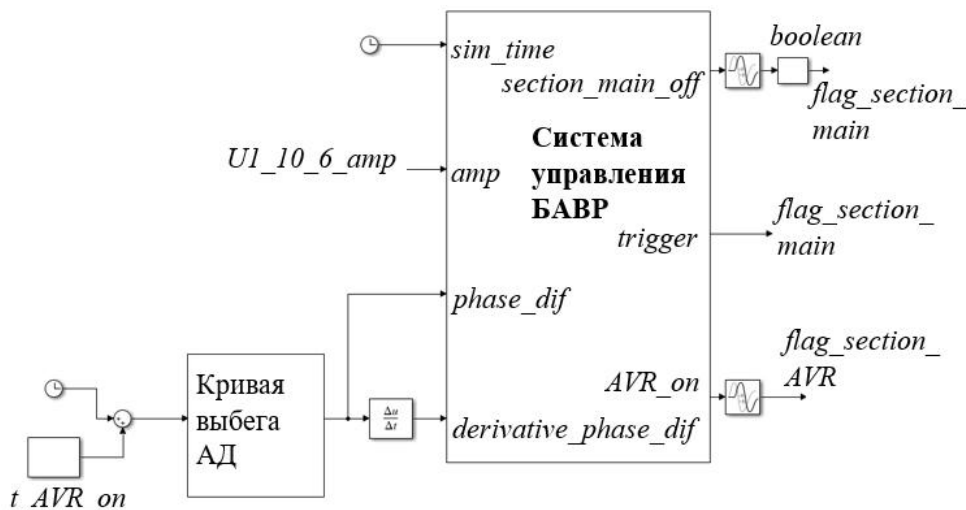 boolean
sim_time
section_main_off
flag_section_
main
Система
управления
БАВР
U1_10_6_amp
amp
flag_section_
main
trigger
phase_dif
flag_section_
AVR
Кривая
выбега
АД
AVR_on
Δu
Δt
derivative_phase_dif
t_AVR_on